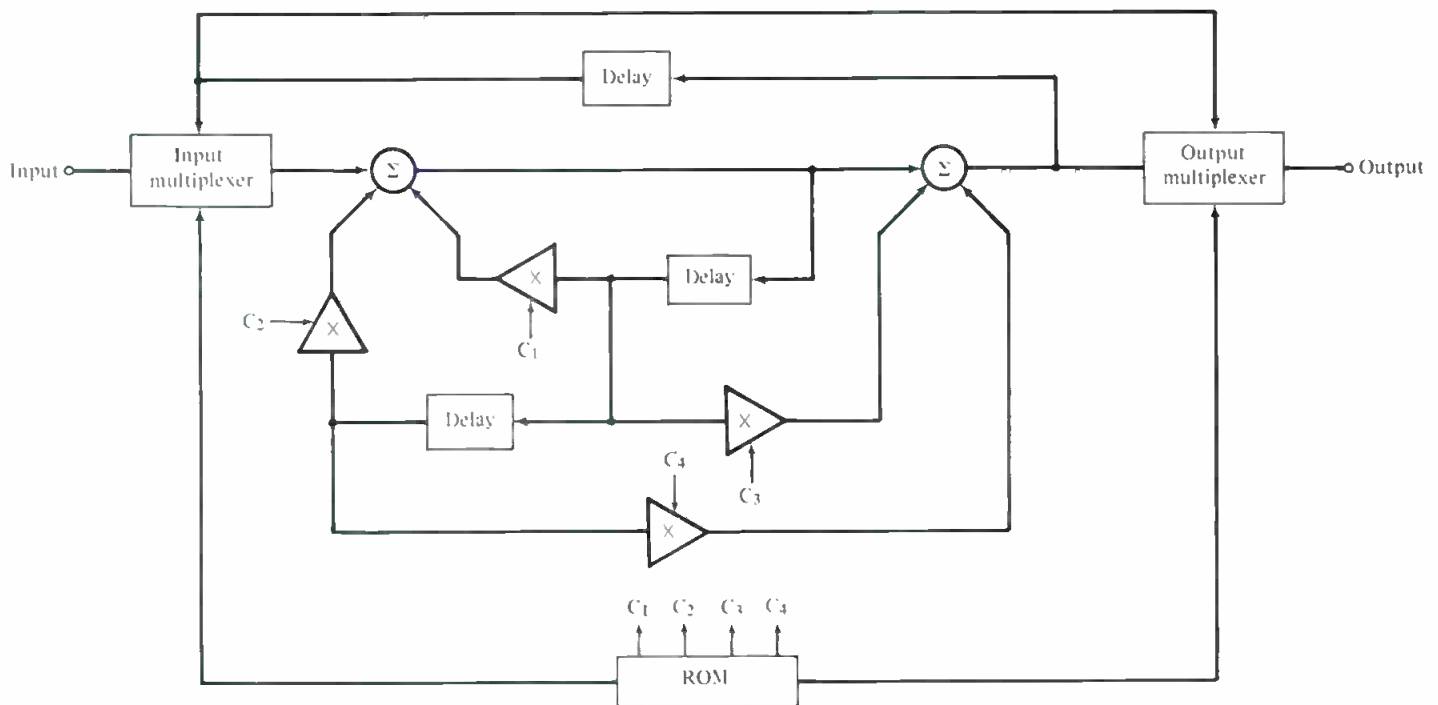 Delay
Input
Input
multiplexer
Σ
Σ
Output
multiplexer
Output
×
Delay
C₂
×
C₁
Delay
×
C₄
C₃
×
C₁ C₂ C₃ C₄
ROM